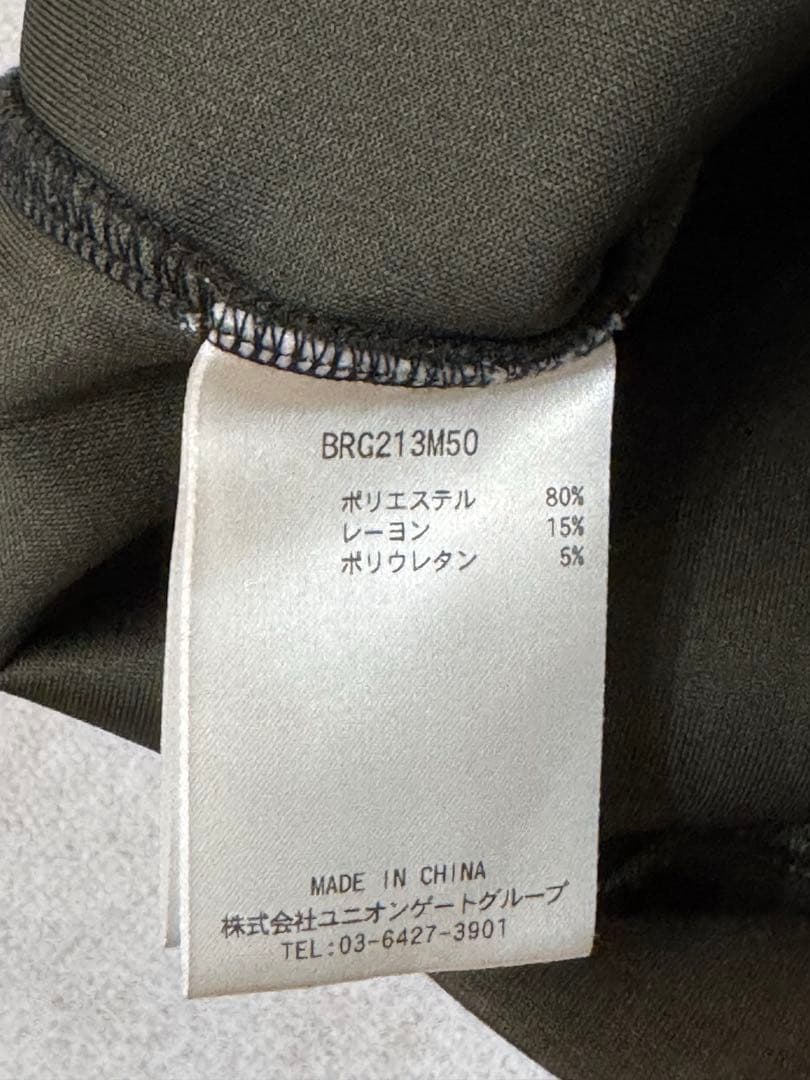 BRG213M50
ポリエステル 80%
レーヨン 15%
ポリウレタン 5%
MADE IN CHINA
株式会社ユニオンゲートグループ
TEL:03-6427-3901